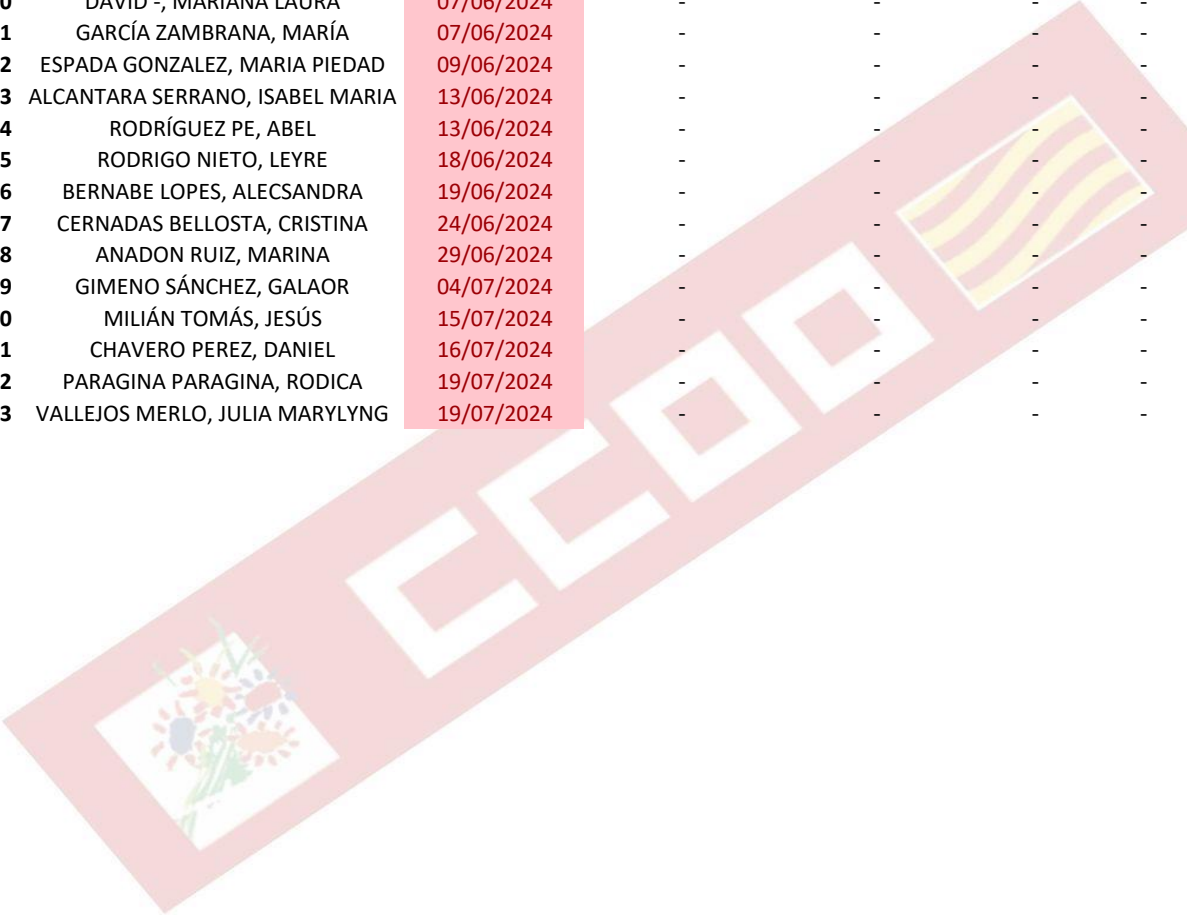 0 DAVID -, MARIANA LAURA 07/06/2024 - - - -
1 GARCÍA ZAMBRANA, MARÍA 07/06/2024 - - - -
2 ESPADA GONZALEZ, MARIA PIEDAD 09/06/2024 - - - -
3 ALCANTARA SERRANO, ISABEL MARIA 13/06/2024 - - - -
4 RODRÍGUEZ PE, ABEL 13/06/2024 - - - -
5 RODRIGO NIETO, LEYRE 18/06/2024 - - - -
6 BERNABE LOPES, ALECSANDRA 19/06/2024 - - - -
7 CERNADAS BELLOSTA, CRISTINA 24/06/2024 - - - -
8 ANADON RUIZ, MARINA 29/06/2024 - - - -
9 GIMENO SÁNCHEZ, GALAOR 04/07/2024 - - - -
0 MILIÁN TOMÁS, JESÚS 15/07/2024 - - - -
1 CHAVERO PEREZ, DANIEL 16/07/2024 - - - -
2 PARAGINA PARAGINA, RODICA 19/07/2024 - - - -
3 VALLEJOS MERLO, JULIA MARYLYNG 19/07/2024 - - - -
CCOO